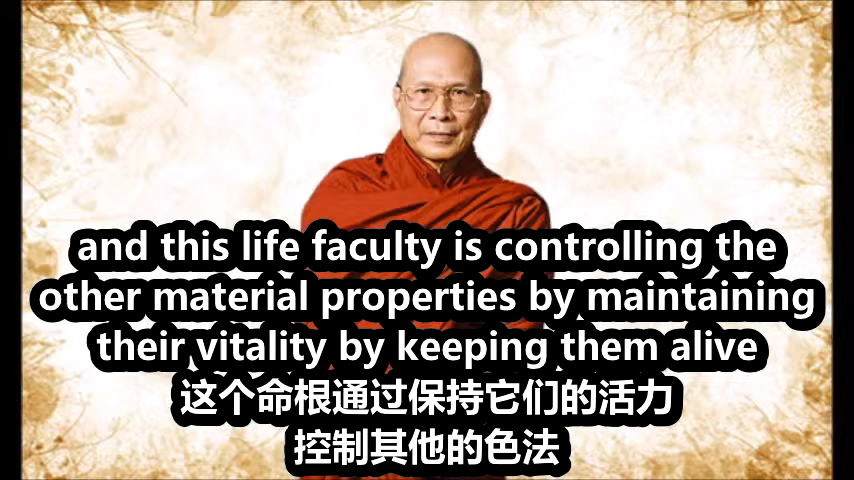 and this life faculty is controlling the
other material properties by maintaining
their vitality by keeping them alive
这个命根通过保持它们的活力
控制其他的色法